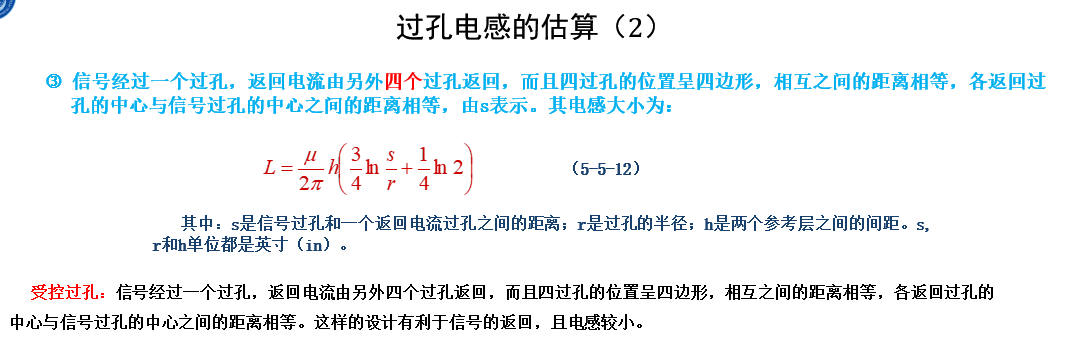 过孔电感的估算（2）
③ 信号经过一个过孔，返回电流由另外四个过孔返回，而且四过孔的位置呈四边形，相互之间的距离相等，各返回过
孔的中心与信号过孔的中心之间的距离相等，由s表示。其电感大小为：
L = μ/2π h(3/4 ln s/r + 1/4 ln 2) （5-5-12）
其中：s是信号过孔和一个返回电流过孔之间的距离；r是过孔的半径；h是两个参考层之间的间距。s,
r和h单位都是英寸（in）。
受控过孔：信号经过一个过孔，返回电流由另外四个过孔返回，而且四过孔的位置呈四边形，相互之间的距离相等，各返回过孔的
中心与信号过孔的中心之间的距离相等。这样的设计有利于信号的返回，且电感较小。